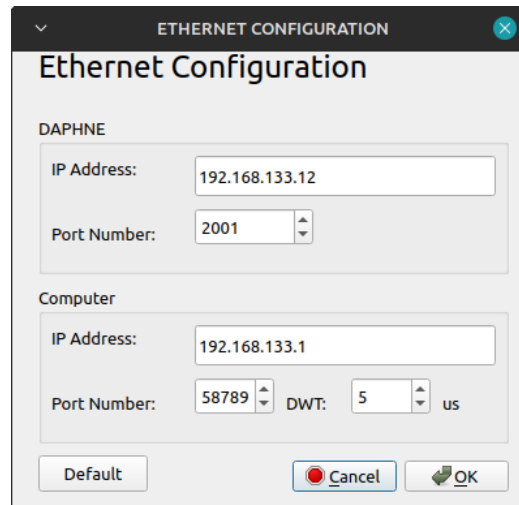 ETHERNET CONFIGURATION
Ethernet Configuration
DAPHNE
IP Address: 192.168.133.12
Port Number: 2001
Computer
IP Address: 192.168.133.1
Port Number: 58789 DWT: 5 us
Default Cancel OK